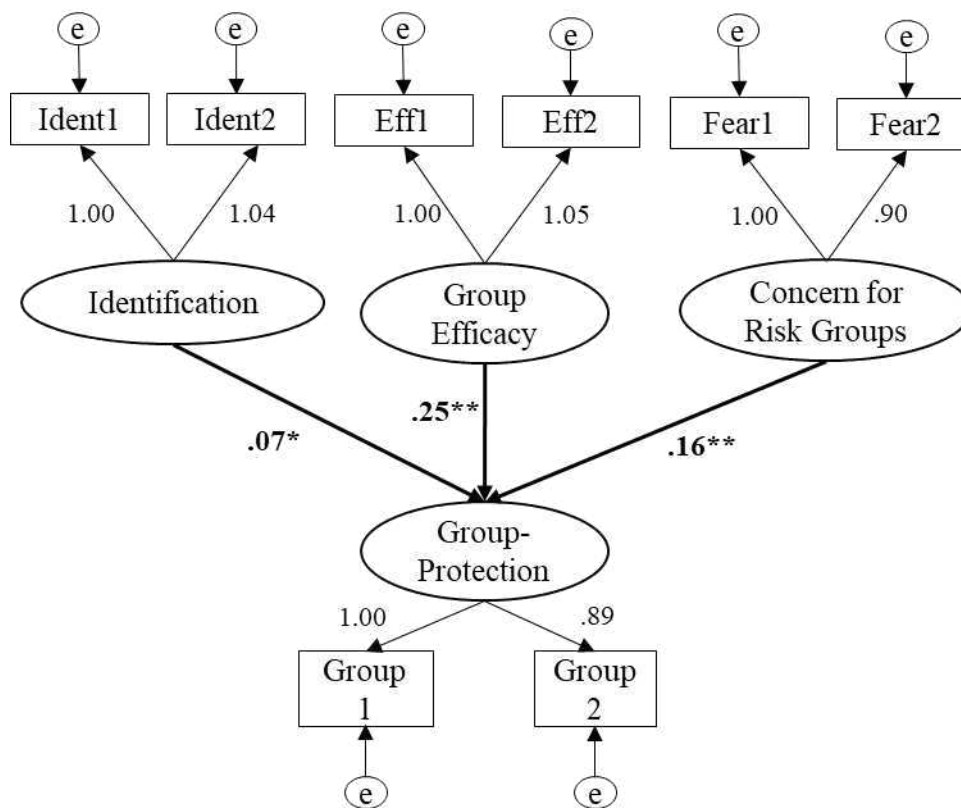 e e e e e e
Ident1 Ident2 Eff1 Eff2 Fear1 Fear2
1.00 1.04 1.00 1.05 1.00 .90
Identification
Group
Efficacy
Concern for
Risk Groups
.07* .25** .16**
Group-
Protection
1.00 .89
Group
1
Group
2
e e